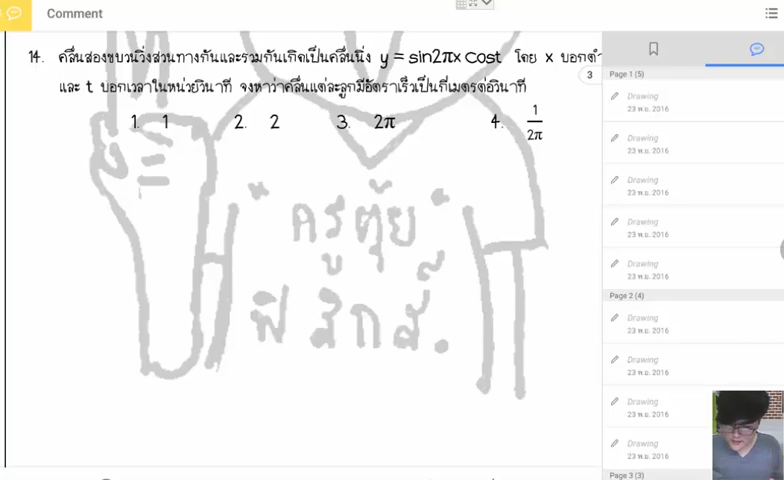 Comment
14. คลื่นสองขบวนวิ่งสวนทางกันและรวมกันเกิดเป็นคลื่นนิ่ง y = sin2πx cost โดย x บอกตำ
และ t บอกเวลาในหน่วยวินาที จงหาว่าคลื่นแต่ละลูกมีอัตราเร็วเป็นกี่เมตรต่อวินาที
3
1. 1 2. 2 3. 2π 4. 1/2π
"ครูตุ้ย"
ฟิสิกส์.
Page 1 (5)
Drawing
23 พ.ย. 2016
Drawing
23 พ.ย. 2016
Drawing
23 พ.ย. 2016
Drawing
23 พ.ย. 2016
Drawing
23 พ.ย. 2016
Page 2 (4)
Drawing
23 พ.ย. 2016
Drawing
23 พ.ย. 2016
Drawing
23 พ.ย. 2016
Drawing
23 พ.ย. 2016
Page 3 (3)